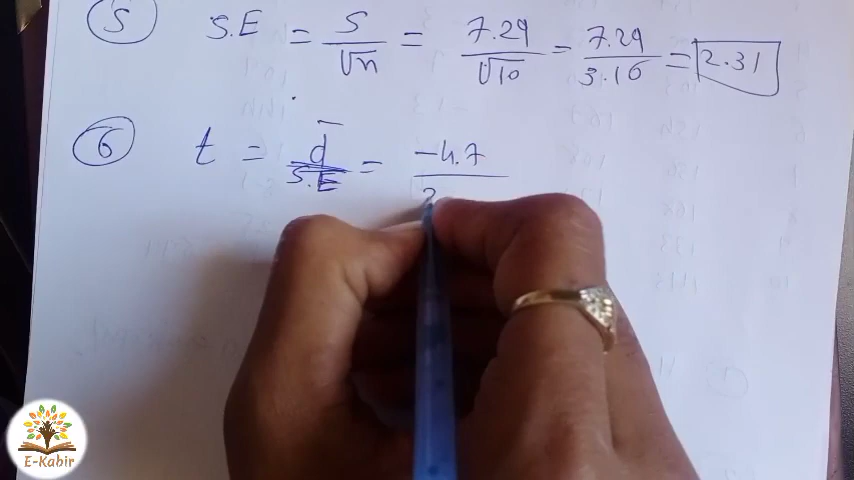 5 S.E = S/√n = 7.29/√10 = 7.29/3.16 = 2.31
6 t = d̄/S.E = -4.7/2
E-Kabir